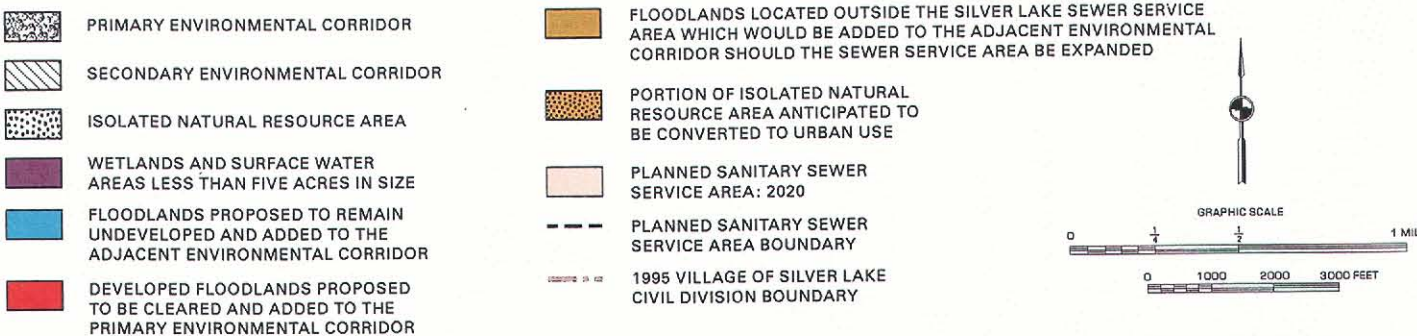 PRIMARY ENVIRONMENTAL CORRIDOR
SECONDARY ENVIRONMENTAL CORRIDOR
ISOLATED NATURAL RESOURCE AREA
WETLANDS AND SURFACE WATER
AREAS LESS THAN FIVE ACRES IN SIZE
FLOODLANDS PROPOSED TO REMAIN
UNDEVELOPED AND ADDED TO THE
ADJACENT ENVIRONMENTAL CORRIDOR
DEVELOPED FLOODLANDS PROPOSED
TO BE CLEARED AND ADDED TO THE
PRIMARY ENVIRONMENTAL CORRIDOR
FLOODLANDS LOCATED OUTSIDE THE SILVER LAKE SEWER SERVICE
AREA WHICH WOULD BE ADDED TO THE ADJACENT ENVIRONMENTAL
CORRIDOR SHOULD THE SEWER SERVICE AREA BE EXPANDED
PORTION OF ISOLATED NATURAL
RESOURCE AREA ANTICIPATED TO
BE CONVERTED TO URBAN USE
PLANNED SANITARY SEWER
SERVICE AREA: 2020
PLANNED SANITARY SEWER
SERVICE AREA BOUNDARY
1995 VILLAGE OF SILVER LAKE
CIVIL DIVISION BOUNDARY
GRAPHIC SCALE
0 1/4 1/2 1 MIL
0 1000 2000 3000 FEET